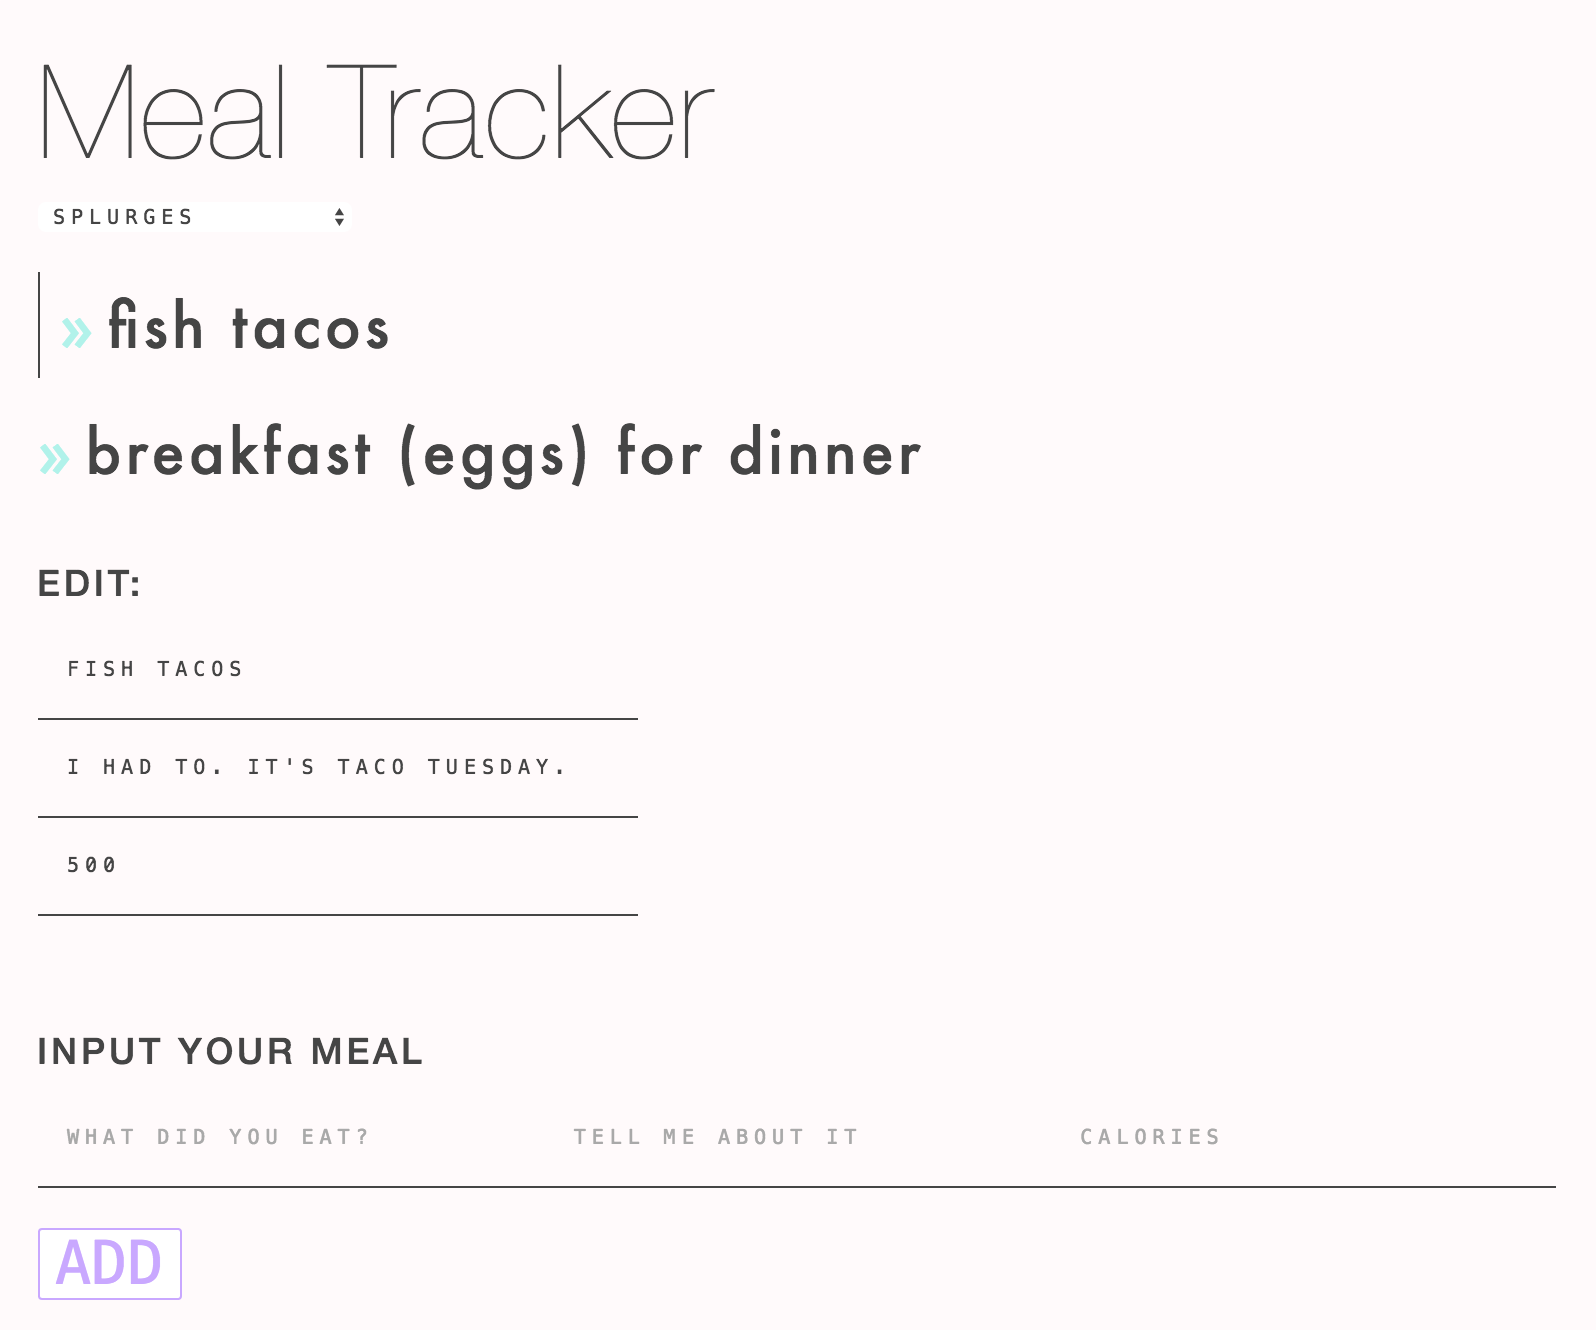 Meal Tracker
SPLURGES
» fish tacos
» breakfast (eggs) for dinner
EDIT:
FISH TACOS
I HAD TO. IT'S TACO TUESDAY.
500
INPUT YOUR MEAL
WHAT DID YOU EAT? TELL ME ABOUT IT CALORIES
ADD